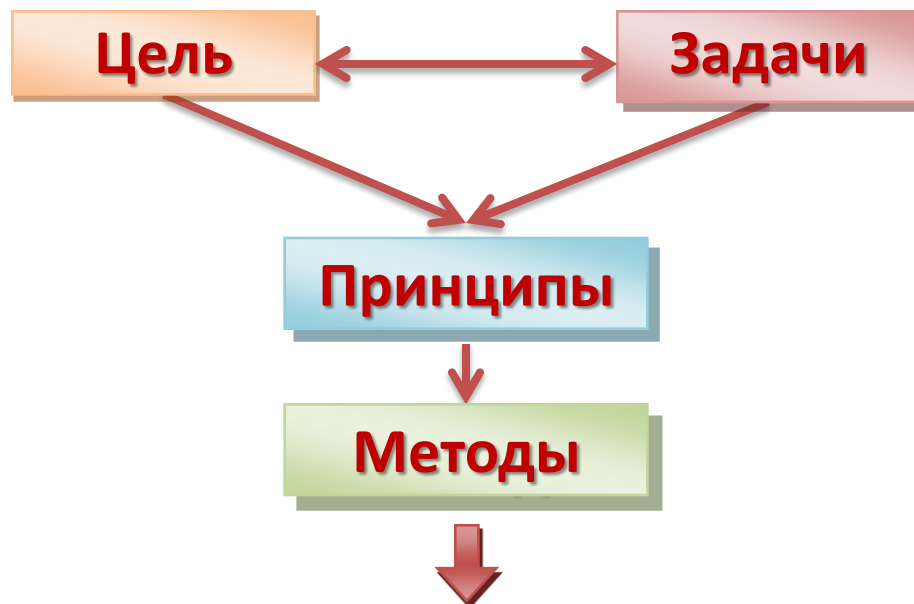 Цель
Задачи
Принципы
Методы